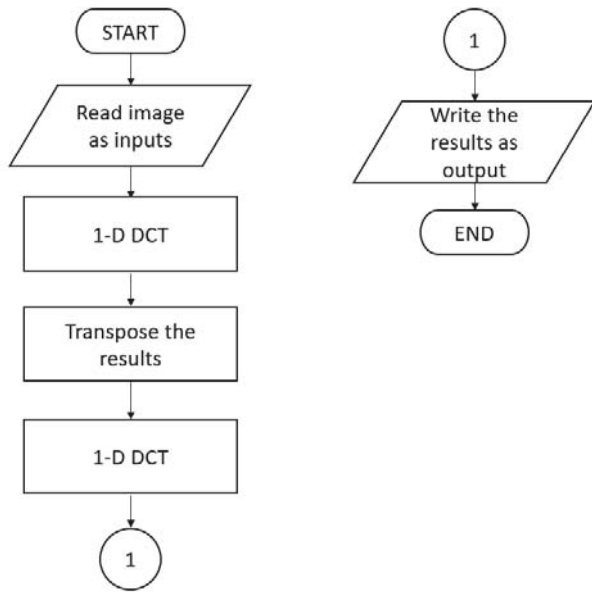 START
Read image
as inputs
1-D DCT
Transpose the
results
1-D DCT
1
1
Write the
results as
output
END